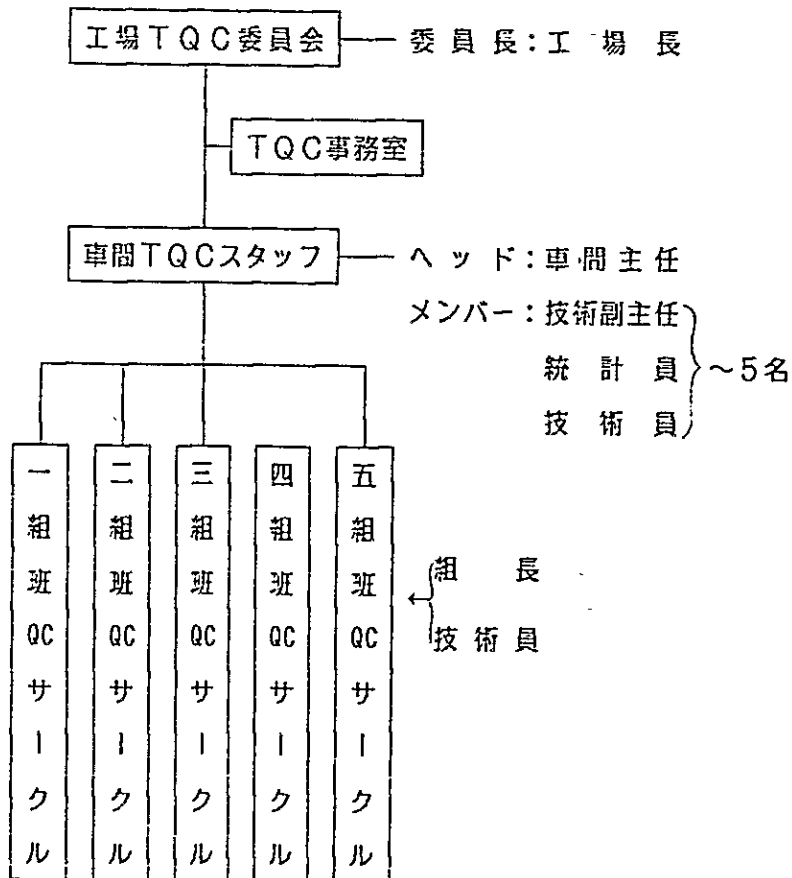 工場TQC委員会
委員長：工場長
TQC事務室
車間TQCスタッフ
ヘッド：車間主任
メンバー：技術副主任
統計員
技術員
～5名
一組班QCサークル
二組班QCサークル
三組班QCサークル
四組班QCサークル
五組班QCサークル
組長
技術員